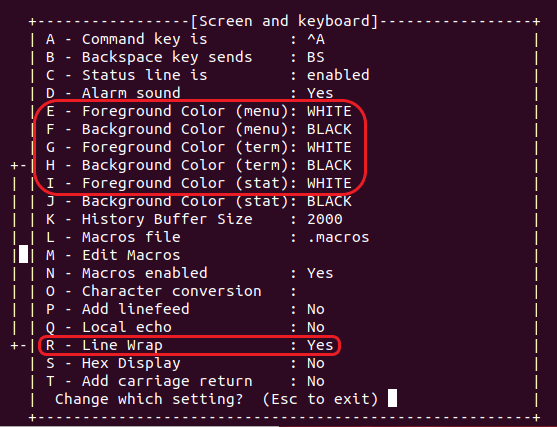 +-----------------[Screen and keyboard]-----------------+
| A - Command key is         : ^A
| B - Backspace key sends    : BS
| C - Status line is         : enabled
| D - Alarm sound            : Yes
| E - Foreground Color (menu): WHITE
| F - Background Color (menu): BLACK
| G - Foreground Color (term): WHITE
| H - Background Color (term): BLACK
| I - Foreground Color (stat): WHITE
| J - Background Color (stat): BLACK
| K - History Buffer Size    : 2000
| L - Macros file            : .macros
| M - Edit Macros
| N - Macros enabled         : Yes
| O - Character conversion   :
| P - Add linefeed           : No
| Q - Local echo             : No
| R - Line Wrap              : Yes
| S - Hex Display            : No
| T - Add carriage return    : No
|  Change which setting?  (Esc to exit)
+-------------------------------------------------------+